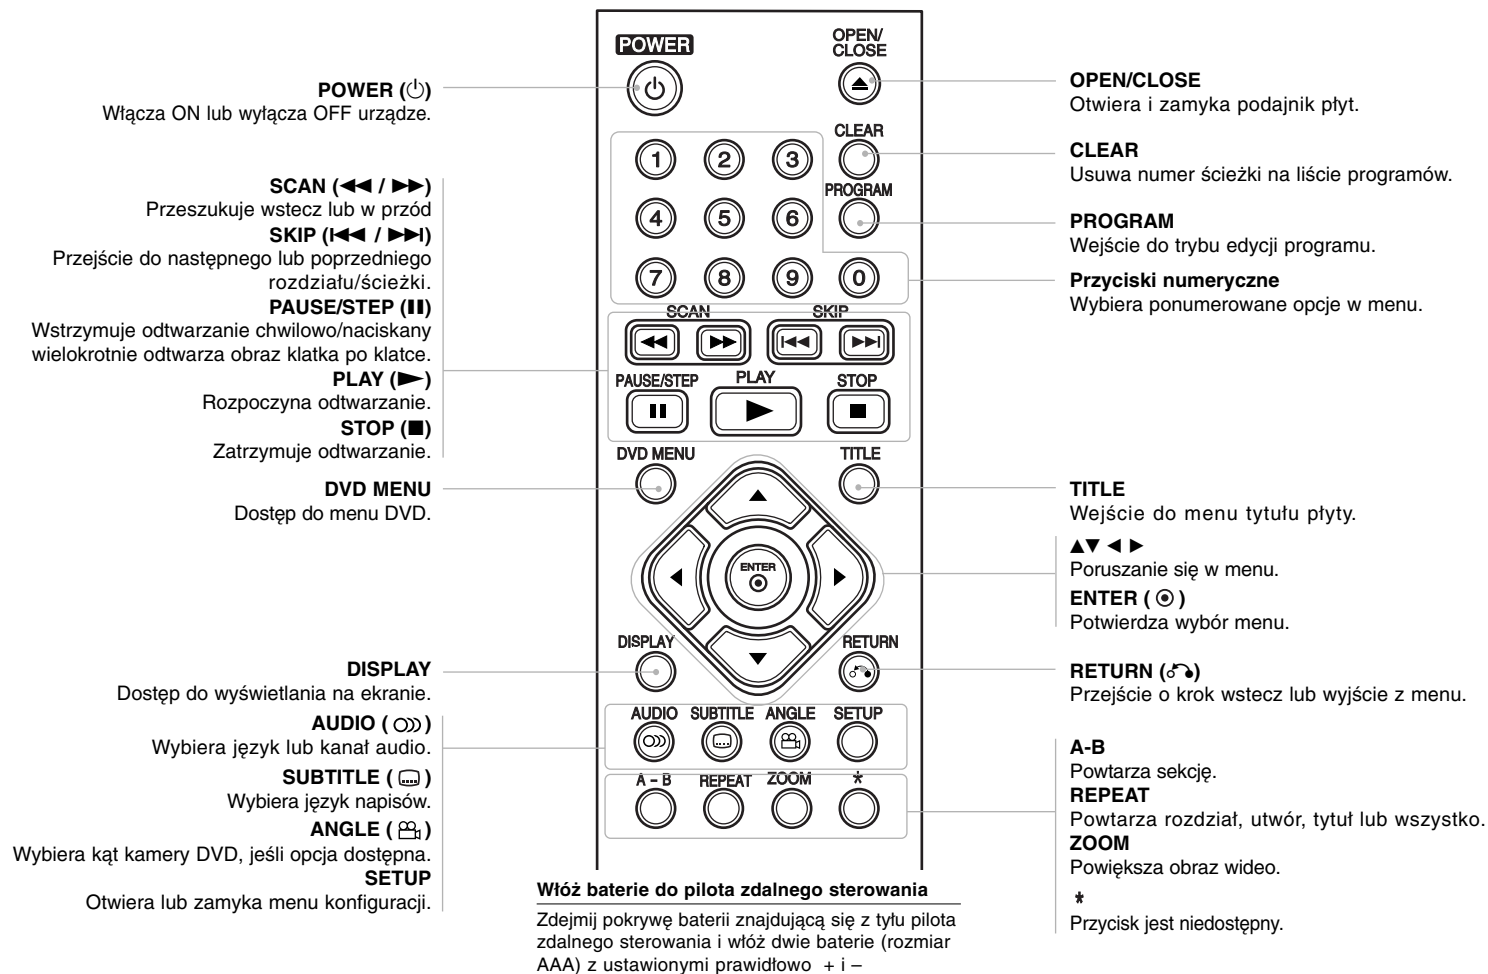 POWER (⏻)
Włącza ON lub wyłącza OFF urządze.
SCAN (◀◀ / ▶▶)
Przeszukuje wstecz lub w przód
SKIP (I◀◀ / ▶▶I)
Przejście do następnego lub poprzedniego
rozdziału/ścieżki.
PAUSE/STEP (❚❚)
Wstrzymuje odtwarzanie chwilowo/naciskany
wielokrotnie odtwarza obraz klatka po klatce.
PLAY (▶)
Rozpoczyna odtwarzanie.
STOP (■)
Zatrzymuje odtwarzanie.
DVD MENU
Dostęp do menu DVD.
DISPLAY
Dostęp do wyświetlania na ekranie.
AUDIO ( )
Wybiera język lub kanał audio.
SUBTITLE ( )
Wybiera język napisów.
ANGLE ( )
Wybiera kąt kamery DVD, jeśli opcja dostępna.
SETUP
Otwiera lub zamyka menu konfiguracji.
POWER
OPEN/
CLOSE
CLEAR
1 2 3
PROGRAM
4 5 6
7 8 9 0
SCAN SKIP
PAUSE/STEP PLAY STOP
DVD MENU TITLE
ENTER
DISPLAY RETURN
AUDIO SUBTITLE ANGLE SETUP
A – B REPEAT ZOOM *
Włóż baterie do pilota zdalnego sterowania
Zdejmij pokrywę baterii znajdującą się z tyłu pilota
zdalnego sterowania i włóż dwie baterie (rozmiar
AAA) z ustawionymi prawidłowo + i –
OPEN/CLOSE
Otwiera i zamyka podajnik płyt.
CLEAR
Usuwa numer ścieżki na liście programów.
PROGRAM
Wejście do trybu edycji programu.
Przyciski numeryczne
Wybiera ponumerowane opcje w menu.
TITLE
Wejście do menu tytułu płyty.
▲▼ ◀ ▶
Poruszanie się w menu.
ENTER ( ◉ )
Potwierdza wybór menu.
RETURN ( )
Przejście o krok wstecz lub wyjście z menu.
A-B
Powtarza sekcję.
REPEAT
Powtarza rozdział, utwór, tytuł lub wszystko.
ZOOM
Powiększa obraz wideo.
*
Przycisk jest niedostępny.